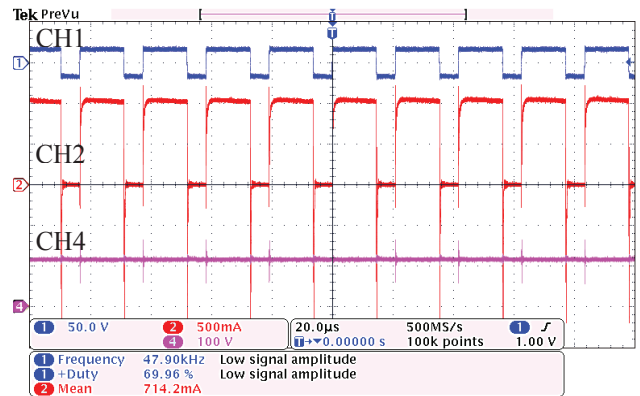 Tek PreVu
T
T
CH1
1
CH2
2
CH4
4
1 50.0 V 2 500mA 20.0µs 500MS/s 1 ∫
4 100 V T→▼0.00000 s 100k points 1.00 V
1 Frequency 47.90kHz Low signal amplitude
1 +Duty 69.96 % Low signal amplitude
2 Mean 714.2mA